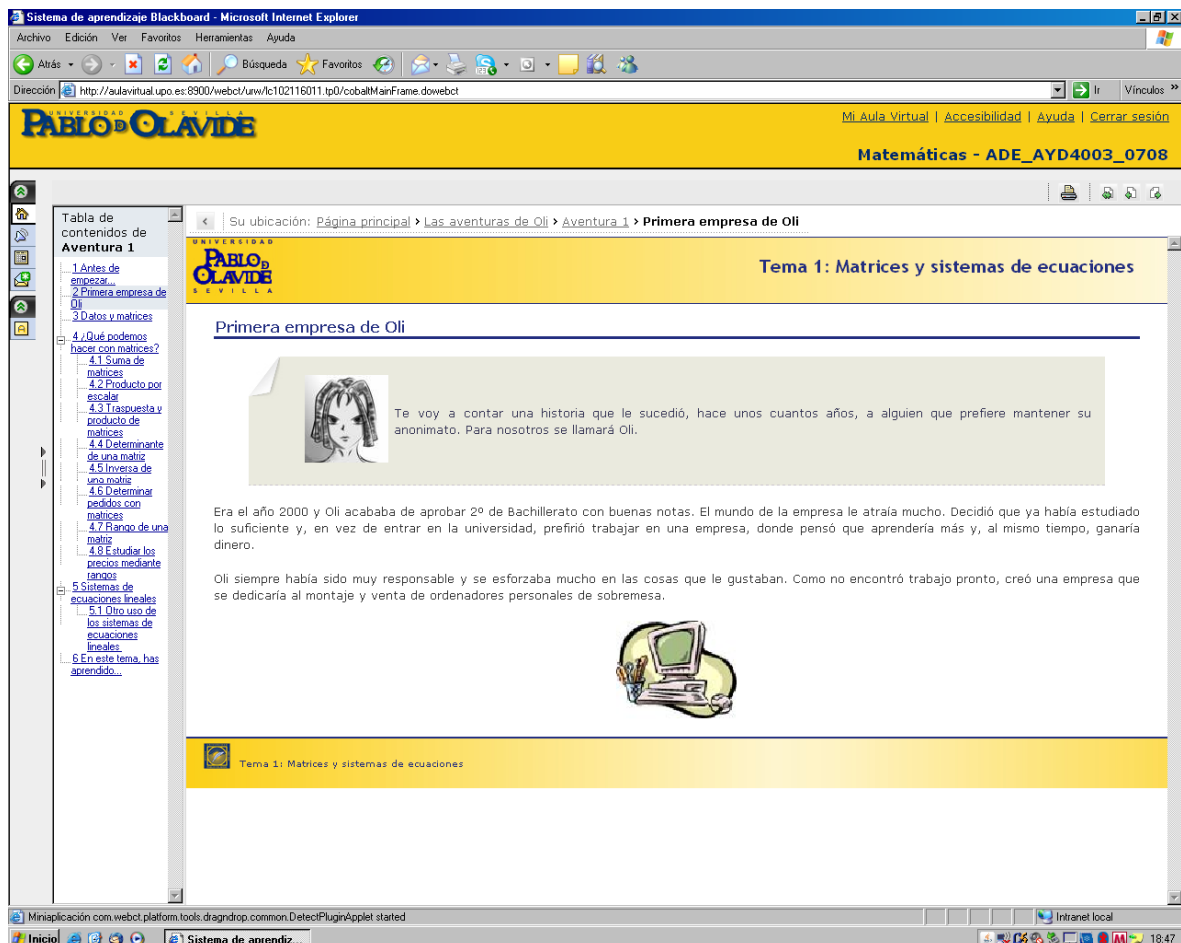 Sistema de aprendizaje Blackboard - Microsoft Internet Explorer
Archivo Edición Ver Favoritos Herramientas Ayuda
Atrás Búsqueda Favoritos
Dirección http://aulavirtual.upo.es:8900/webct/urw/lc102116011.tp0/cobaltMainFrame.dowebct Ir Vínculos »
UNIVERSIDAD SEVILLA
PABLO D OLAVIDE
Mi Aula Virtual | Accesibilidad | Ayuda | Cerrar sesión
Matemáticas - ADE_AYD4003_0708
Tabla de
contenidos de
Aventura 1
1 Antes de
empezar...
2 Primera empresa de
Oli
3 Datos y matrices
4 ¿Qué podemos
hacer con matrices?
4.1 Suma de
matrices
4.2 Producto por
escalar
4.3 Traspuesta y
producto de
matrices
4.4 Determinante
de una matriz
4.5 Inversa de
una matriz
4.6 Determinar
pedidos con
matrices
4.7 Rango de una
matriz
4.8 Estudiar los
precios mediante
rangos
5 Sistemas de
ecuaciones lineales
5.1 Otro uso de
los sistemas de
ecuaciones
lineales
6 En este tema, has
aprendido...
Su ubicación: Página principal › Las aventuras de Oli › Aventura 1 › Primera empresa de Oli
UNIVERSIDAD
PABLO D
OLAVIDE
SEVILLA
Tema 1: Matrices y sistemas de ecuaciones
Primera empresa de Oli
Te voy a contar una historia que le sucedió, hace unos cuantos años, a alguien que prefiere mantener su
anonimato. Para nosotros se llamará Oli.
Era el año 2000 y Oli acababa de aprobar 2º de Bachillerato con buenas notas. El mundo de la empresa le atraía mucho. Decidió que ya había estudiado
lo suficiente y, en vez de entrar en la universidad, prefirió trabajar en una empresa, donde pensó que aprendería más y, al mismo tiempo, ganaría
dinero.
Oli siempre había sido muy responsable y se esforzaba mucho en las cosas que le gustaban. Como no encontró trabajo pronto, creó una empresa que
se dedicaría al montaje y venta de ordenadores personales de sobremesa.
Tema 1: Matrices y sistemas de ecuaciones
Miniaplicación com.webct.platform.tools.dragndrop.common.DetectPluginApplet started
Intranet local
Inicio
Sistema de aprendiz...
18:47